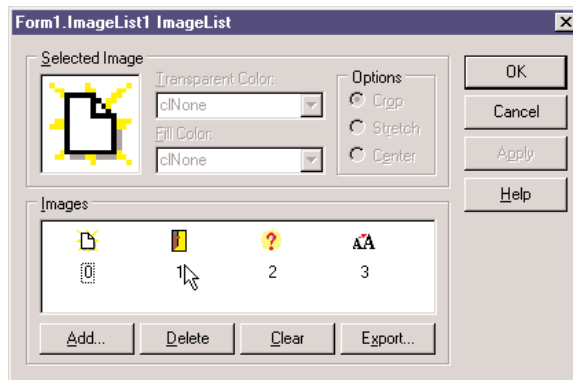 Form1.ImageList1 ImageList
Selected Image
Transparent Color:
clNone
Fill Color:
clNone
Options
Crop
Stretch
Center
OK
Cancel
Apply
Help
Images
0 1 2 3
Add... Delete Clear Export...